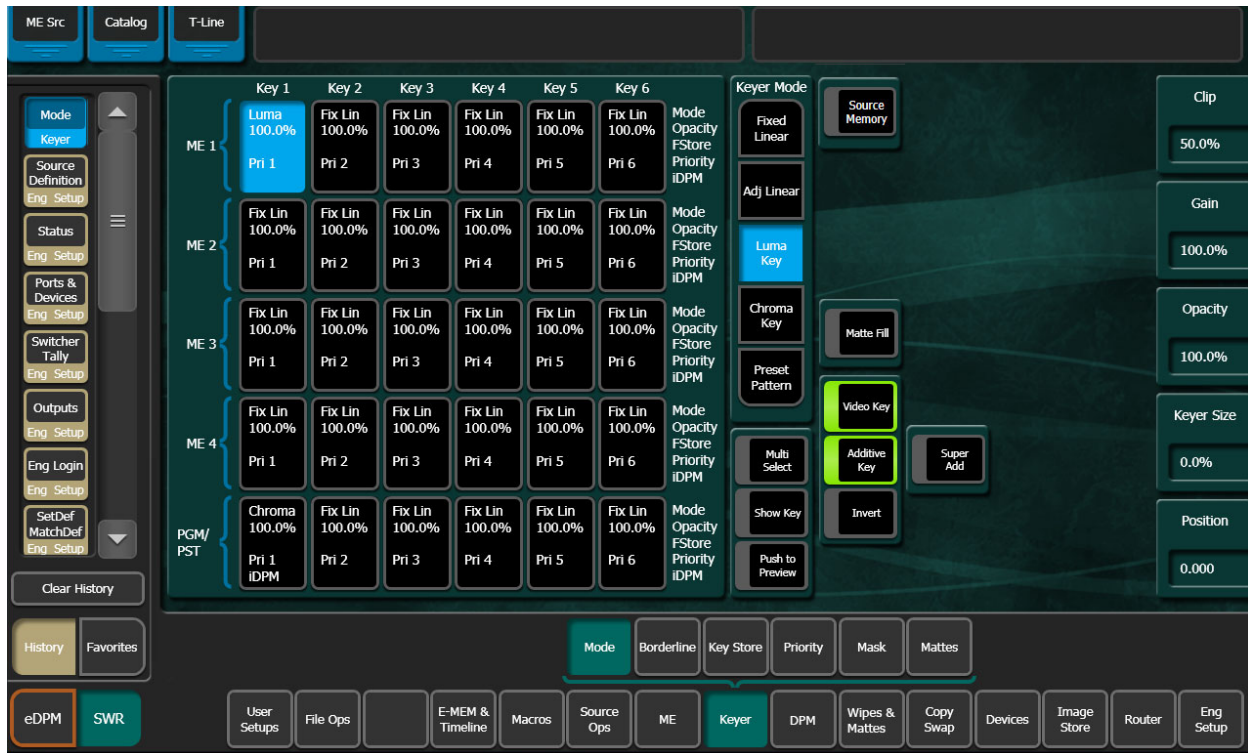 ME Src
Catalog
T-Line
Mode
Keyer
Source
Definition
Eng Setup
Status
Eng Setup
Ports &
Devices
Eng Setup
Switcher
Tally
Eng Setup
Outputs
Eng Setup
Eng Login
Eng Setup
SetDef
MatchDef
Eng Setup
Clear History
History
Favorites
Key 1 Key 2 Key 3 Key 4 Key 5 Key 6
ME 1
Luma Fix Lin Fix Lin Fix Lin Fix Lin Fix Lin Mode
100.0% 100.0% 100.0% 100.0% 100.0% 100.0% Opacity
FStore
Pri 1 Pri 2 Pri 3 Pri 4 Pri 5 Pri 6 Priority
iDPM
ME 2
Fix Lin Fix Lin Fix Lin Fix Lin Fix Lin Fix Lin Mode
100.0% 100.0% 100.0% 100.0% 100.0% 100.0% Opacity
FStore
Pri 1 Pri 2 Pri 3 Pri 4 Pri 5 Pri 6 Priority
iDPM
ME 3
Fix Lin Fix Lin Fix Lin Fix Lin Fix Lin Fix Lin Mode
100.0% 100.0% 100.0% 100.0% 100.0% 100.0% Opacity
FStore
Pri 1 Pri 2 Pri 3 Pri 4 Pri 5 Pri 6 Priority
iDPM
ME 4
Fix Lin Fix Lin Fix Lin Fix Lin Fix Lin Fix Lin Mode
100.0% 100.0% 100.0% 100.0% 100.0% 100.0% Opacity
FStore
Pri 1 Pri 2 Pri 3 Pri 4 Pri 5 Pri 6 Priority
iDPM
PGM/
PST
Chroma Fix Lin Fix Lin Fix Lin Fix Lin Fix Lin Mode
100.0% 100.0% 100.0% 100.0% 100.0% 100.0% Opacity
FStore
Pri 1 Pri 2 Pri 3 Pri 4 Pri 5 Pri 6 Priority
iDPM iDPM
Keyer Mode
Fixed
Linear
Adj Linear
Luma
Key
Chroma
Key
Preset
Pattern
Multi
Select
Show Key
Push to
Preview
Source
Memory
Matte Fill
Video Key
Additive
Key
Invert
Super
Add
Clip
50.0%
Gain
100.0%
Opacity
100.0%
Keyer Size
0.0%
Position
0.000
Mode
Borderline
Key Store
Priority
Mask
Mattes
eDPM
SWR
User
Setups
File Ops
E-MEM &
Timeline
Macros
Source
Ops
ME
Keyer
DPM
Wipes &
Mattes
Copy
Swap
Devices
Image
Store
Router
Eng
Setup